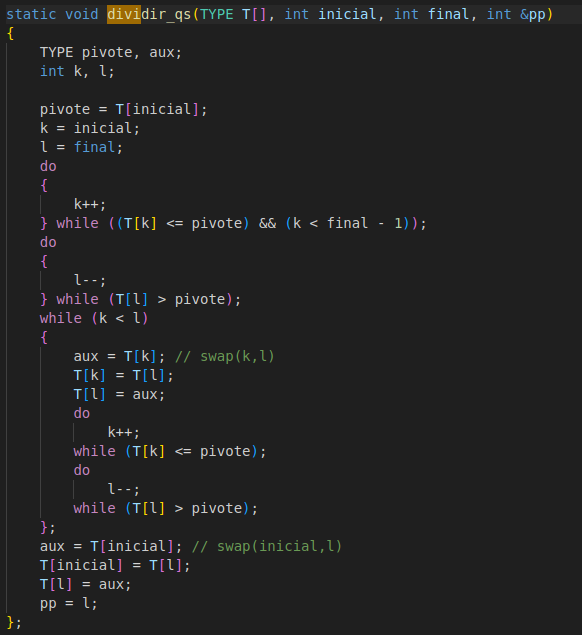 static void dividir_qs(TYPE T[], int inicial, int final, int &pp)
{
    TYPE pivote, aux;
    int k, l;

    pivote = T[inicial];
    k = inicial;
    l = final;
    do
    {
        k++;
    } while ((T[k] <= pivote) && (k < final - 1));
    do
    {
        l--;
    } while (T[l] > pivote);
    while (k < l)
    {
        aux = T[k]; // swap(k,l)
        T[k] = T[l];
        T[l] = aux;
        do
            k++;
        while (T[k] <= pivote);
        do
            l--;
        while (T[l] > pivote);
    };
    aux = T[inicial]; // swap(inicial,l)
    T[inicial] = T[l];
    T[l] = aux;
    pp = l;
};